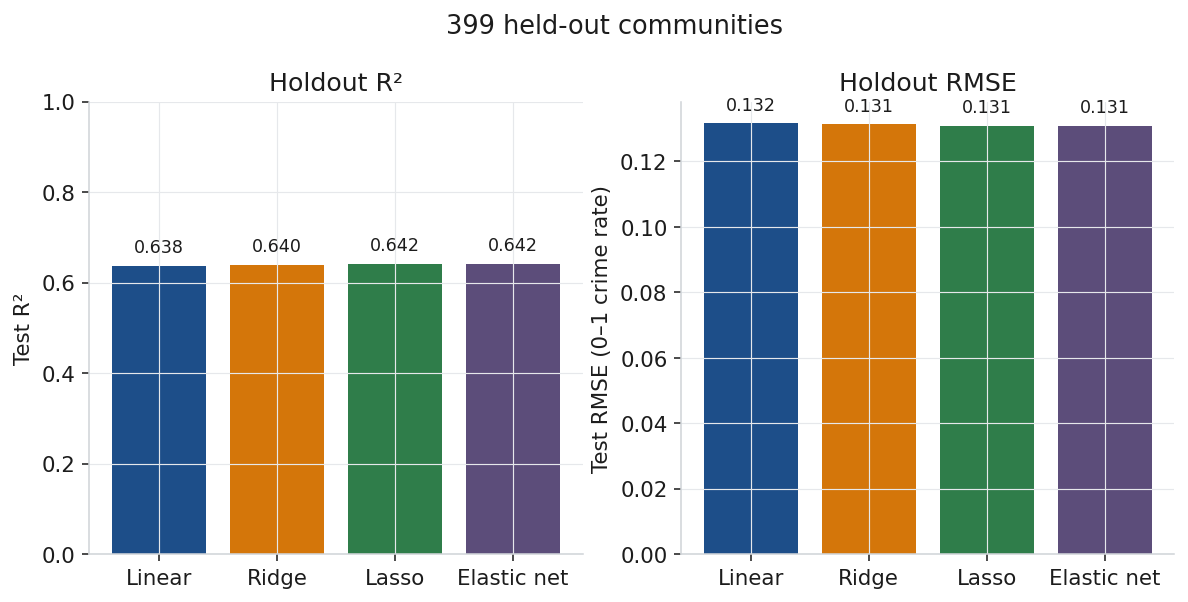 399 held-out communities
Holdout R²
Test R²
1.0
0.8
0.6
0.4
0.2
0.0
0.638
0.640
0.642
0.642
Linear
Ridge
Lasso
Elastic net
Holdout RMSE
Test RMSE (0–1 crime rate)
0.12
0.10
0.08
0.06
0.04
0.02
0.00
0.132
0.131
0.131
0.131
Linear
Ridge
Lasso
Elastic net